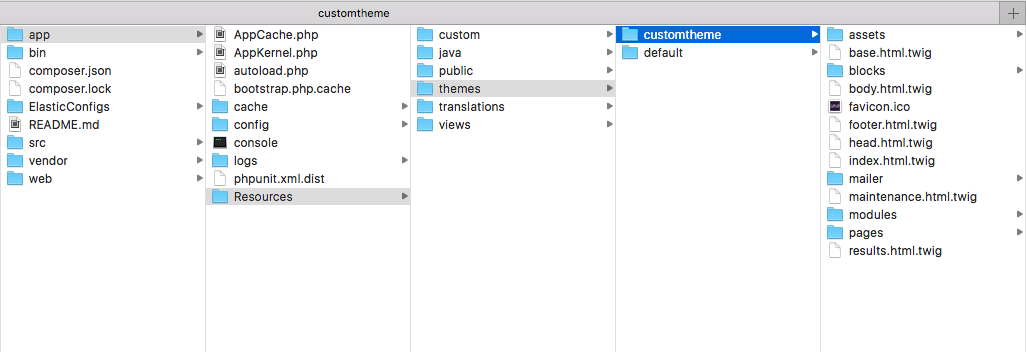 customtheme
app
bin
composer.json
composer.lock
ElasticConfigs
README.md
src
vendor
web
AppCache.php
AppKernel.php
autoload.php
bootstrap.php.cache
cache
config
console
logs
phpunit.xml.dist
Resources
custom
java
public
themes
translations
views
customtheme
default
assets
base.html.twig
blocks
body.html.twig
favicon.ico
footer.html.twig
head.html.twig
index.html.twig
mailer
maintenance.html.twig
modules
pages
results.html.twig